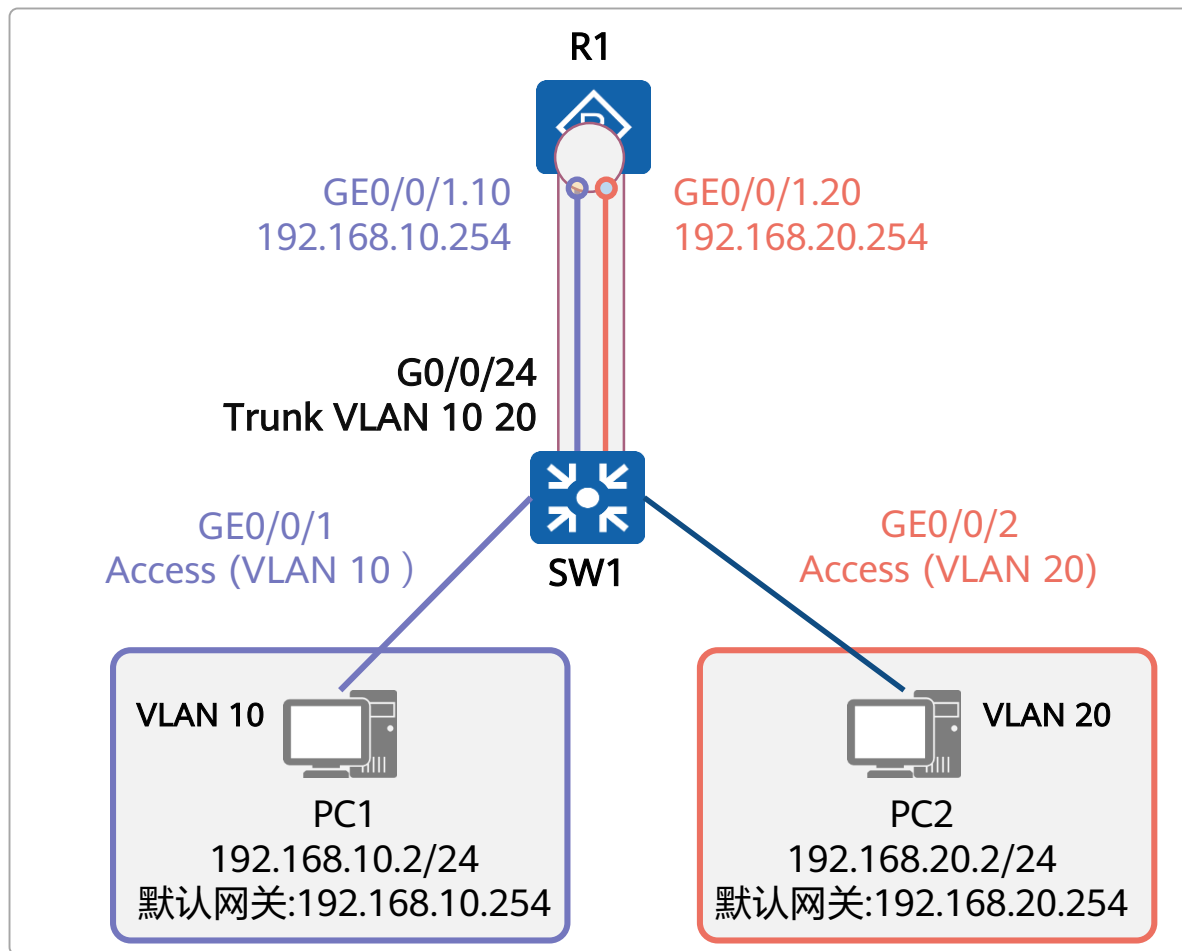 R1
GE0/0/1.10
192.168.10.254
GE0/0/1.20
192.168.20.254
G0/0/24
Trunk VLAN 10 20
GE0/0/1
Access (VLAN 10 ）
SW1
GE0/0/2
Access (VLAN 20)
VLAN 10
PC1
192.168.10.2/24
默认网关:192.168.10.254
VLAN 20
PC2
192.168.20.2/24
默认网关:192.168.20.254